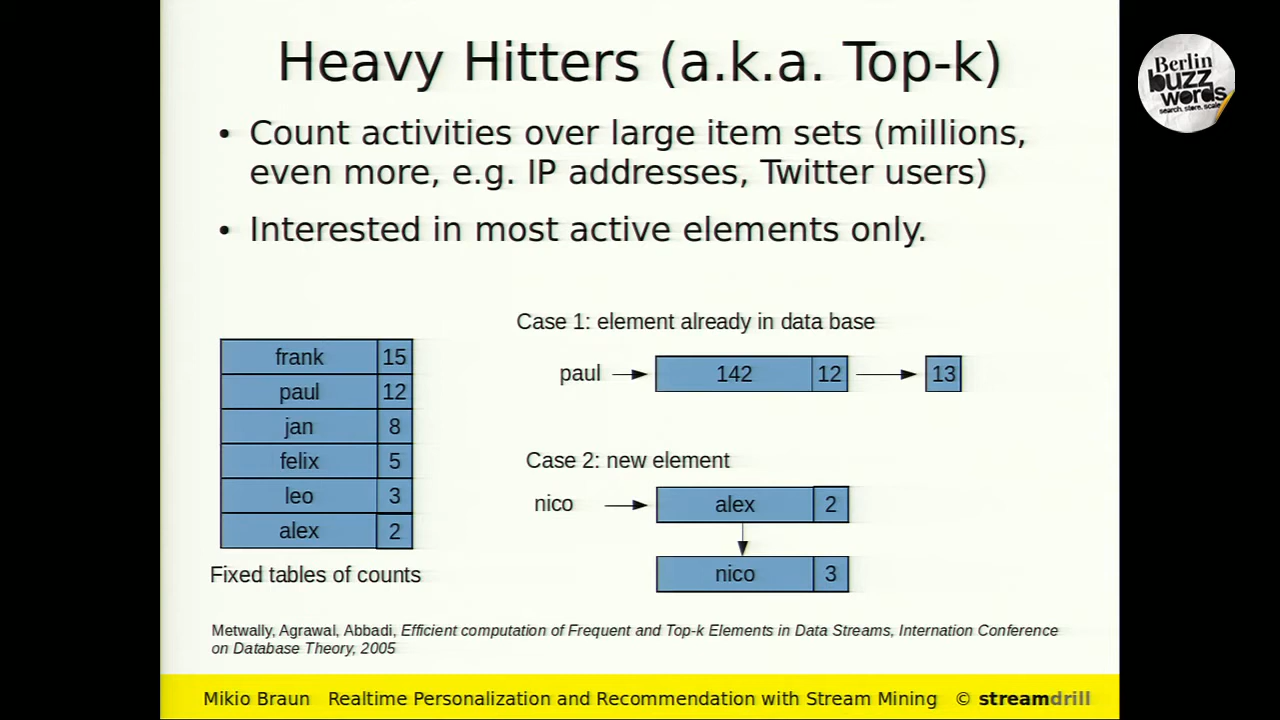 Heavy Hitters (a.k.a. Top-k)
Berlin
buzz
words
search. store. scale.
• Count activities over large item sets (millions,
even more, e.g. IP addresses, Twitter users)
• Interested in most active elements only.
Case 1: element already in data base
frank 15
paul 12
jan 8
felix 5
leo 3
alex 2
Fixed tables of counts
paul 142 12 13
Case 2: new element
nico alex 2
nico 3
Metwally, Agrawal, Abbadi, Efficient computation of Frequent and Top-k Elements in Data Streams, Internation Conference
on Database Theory, 2005
Mikio Braun Realtime Personalization and Recommendation with Stream Mining © streamdrill